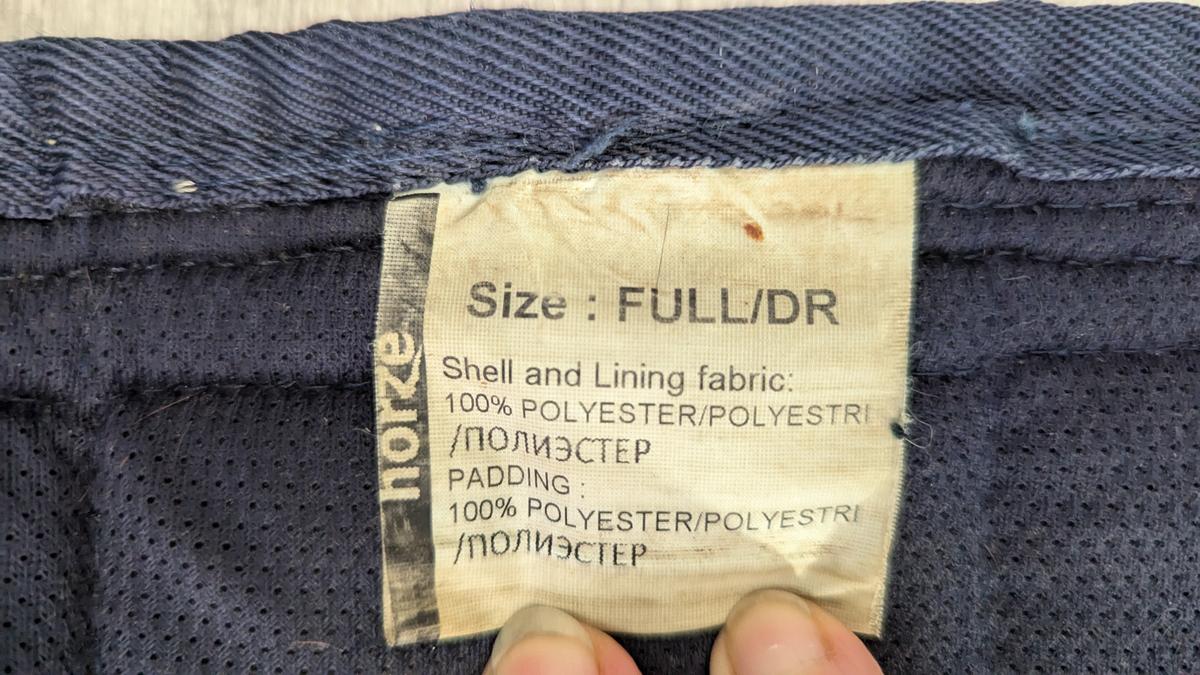 horze
Size : FULL/DR
Shell and Lining fabric:
100% POLYESTER/POLYESTRI
/ПОЛИЭСТЕР
PADDING :
100% POLYESTER/POLYESTRI
/ПОЛИЭСТЕР